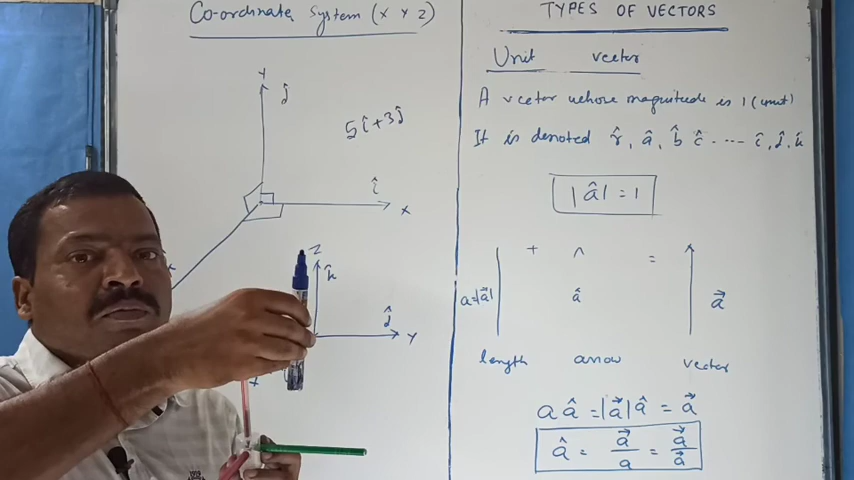 Co-ordinate System (X Y Z)
Y
ĵ
5î+3ĵ
î
X
Z
k̂
ĵ
Y
TYPES OF VECTORS
Unit vector
A vector whose magnitude is 1 (unit)
It is denoted r̂, â, b̂ ĉ .... î, ĵ, k̂
|â| = 1
+ ^ =
a=|a⃗| â a⃗
length arrow vector
a â = |a⃗| â = a⃗
â = a⃗/a = a⃗/a⃗